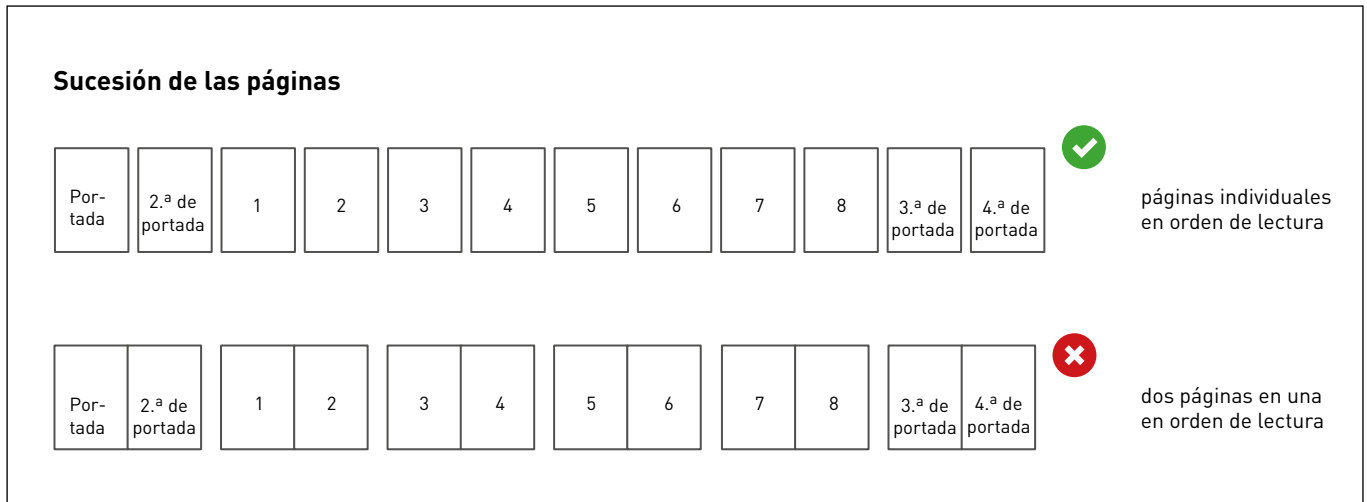 Sucesión de las páginas
Por-
tada
2.ª de
portada
1
2
3
4
5
6
7
8
3.ª de
portada
4.ª de
portada
páginas individuales
en orden de lectura
Por-
tada
2.ª de
portada
1
2
3
4
5
6
7
8
3.ª de
portada
4.ª de
portada
dos páginas en una
en orden de lectura